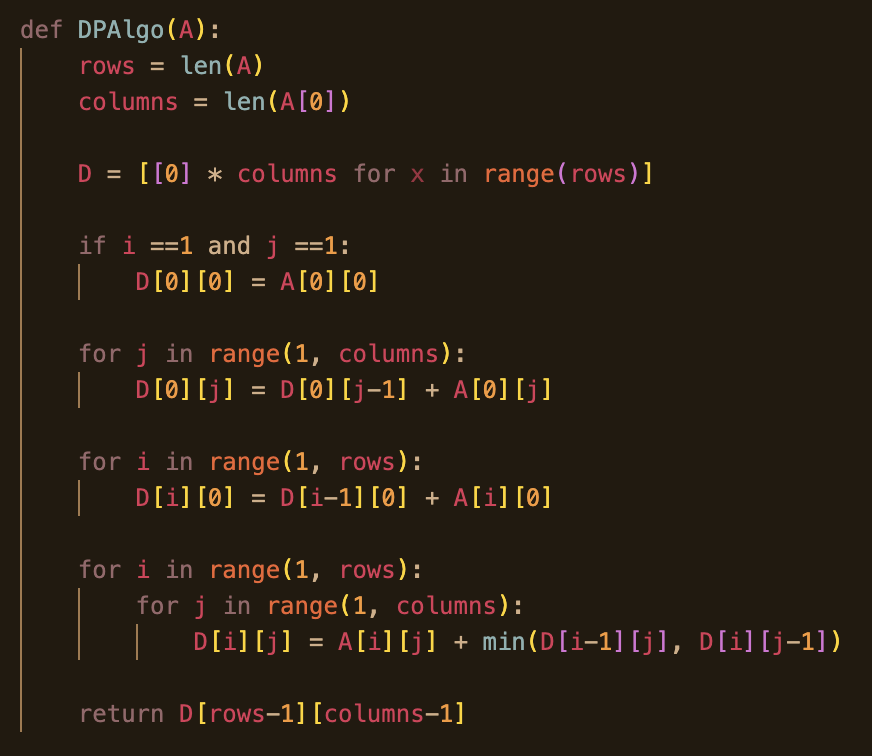 def DPAlgo(A):
    rows = len(A)
    columns = len(A[0])

    D = [[0] * columns for x in range(rows)]

    if i ==1 and j ==1:
        D[0][0] = A[0][0]

    for j in range(1, columns):
        D[0][j] = D[0][j-1] + A[0][j]

    for i in range(1, rows):
        D[i][0] = D[i-1][0] + A[i][0]

    for i in range(1, rows):
        for j in range(1, columns):
            D[i][j] = A[i][j] + min(D[i-1][j], D[i][j-1])

    return D[rows-1][columns-1]